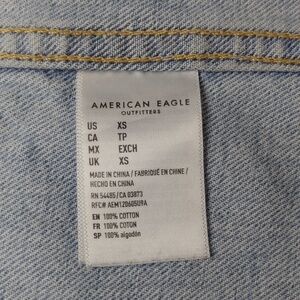 AMERICAN EAGLE
OUTFITTERS
US XS
CA TP
MX EXCH
UK XS
MADE IN CHINA / FABRIQUÉ EN CHINE /
HECHO EN CHINA
RN 54485/CA 03873
RFC# AEM120605U9A
EN 100% COTTON
FR 100% COTON
SP 100% algodón